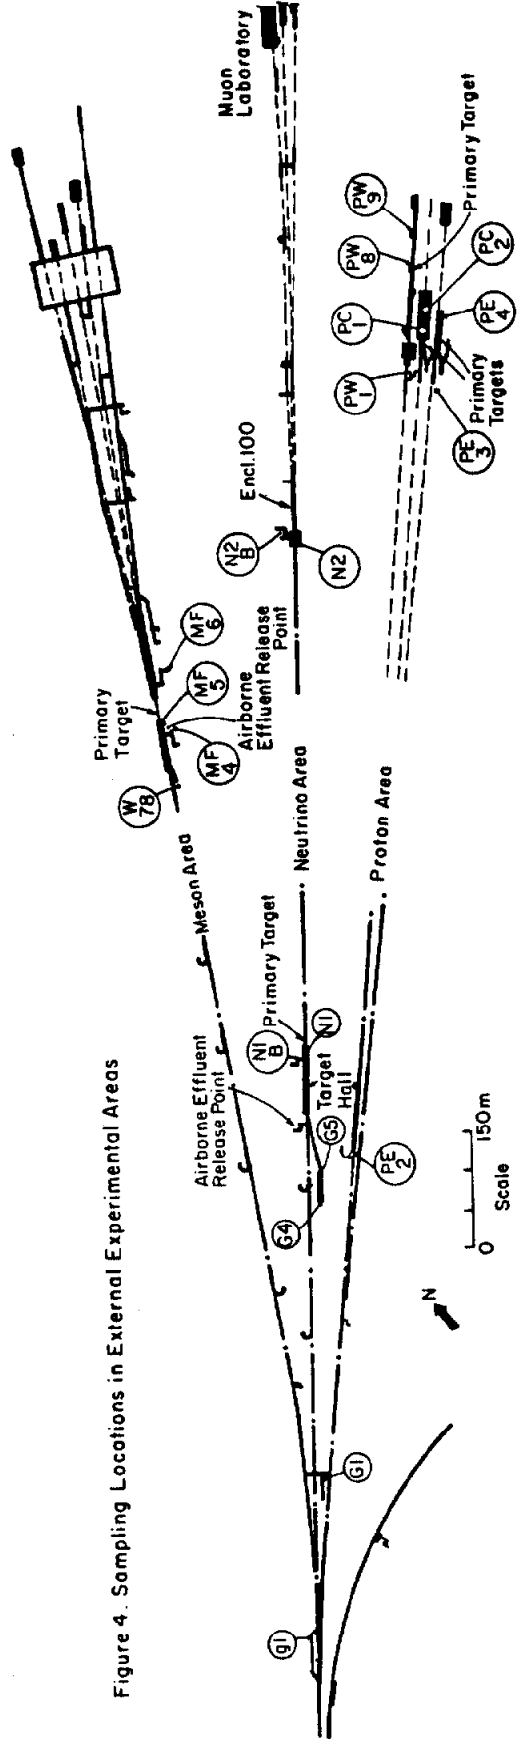 Figure 4. Sampling Locations in External Experimental Areas
g1
G1
N
0
150m
Scale
G4
G5
PE
2
Airborne Effluent
Release Point
N1
B
N1
Target
Hall
Primary Target
Meson Area
Neutrino Area
Proton Area
W
78
Primary
Target
MF
4
MF
5
MF
6
Airborne
Effluent Release
Point
N2
B
N2
Encl.100
Muon
Laboratory
PW
1
PC
1
PW
8
PW
9
PE
3
Primary
Targets
PE
4
PC
2
Primary Target